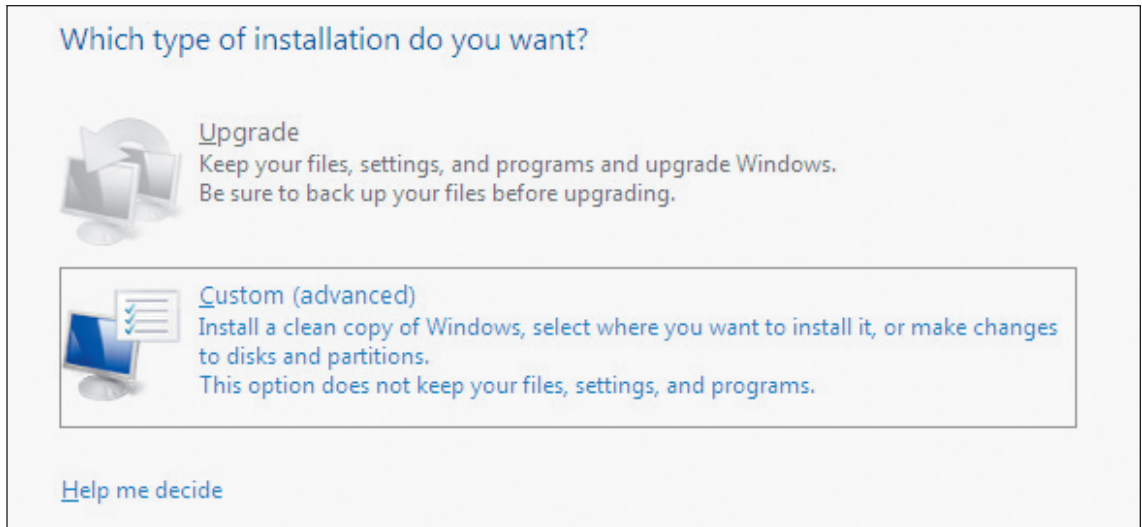 Which type of installation do you want?
Upgrade
Keep your files, settings, and programs and upgrade Windows.
Be sure to back up your files before upgrading.
Custom (advanced)
Install a clean copy of Windows, select where you want to install it, or make changes
to disks and partitions.
This option does not keep your files, settings, and programs.
Help me decide